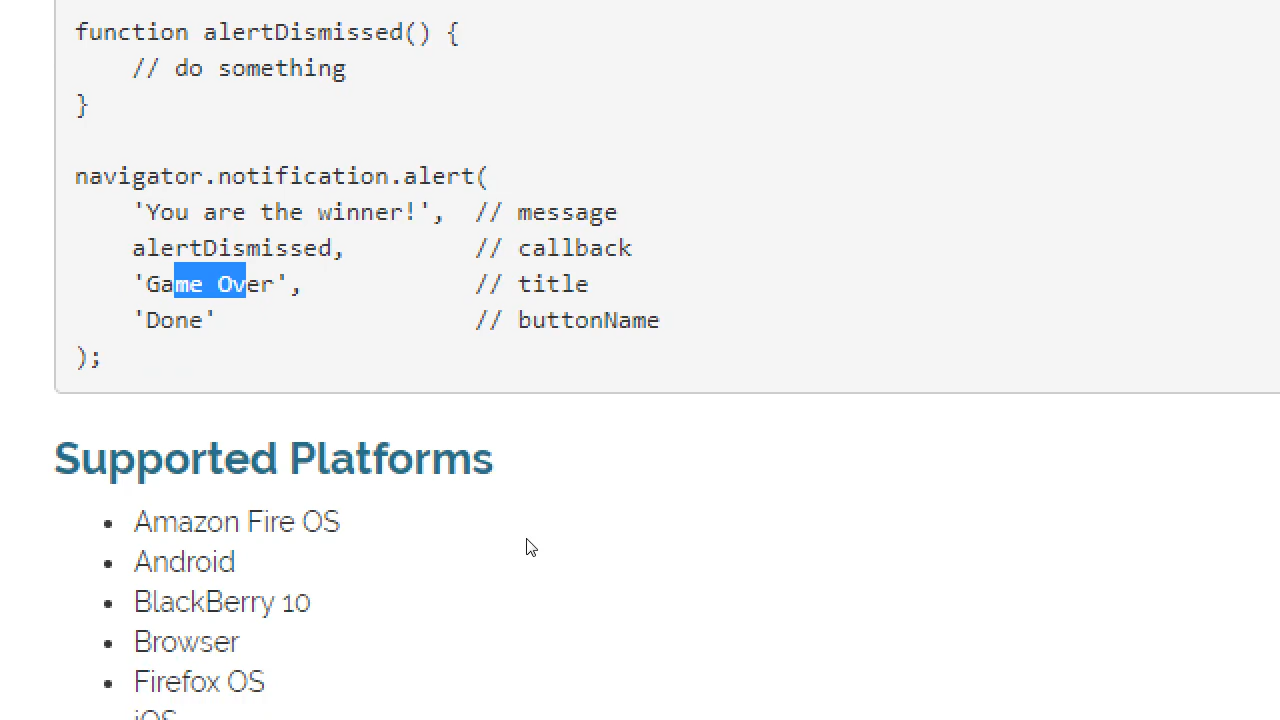 function alertDismissed() {
    // do something
}
navigator.notification.alert(
    'You are the winner!',  // message
    alertDismissed,         // callback
    'Game Over',            // title
    'Done'                  // buttonName
);
Supported Platforms
• Amazon Fire OS
• Android
• BlackBerry 10
• Browser
• Firefox OS
iOS